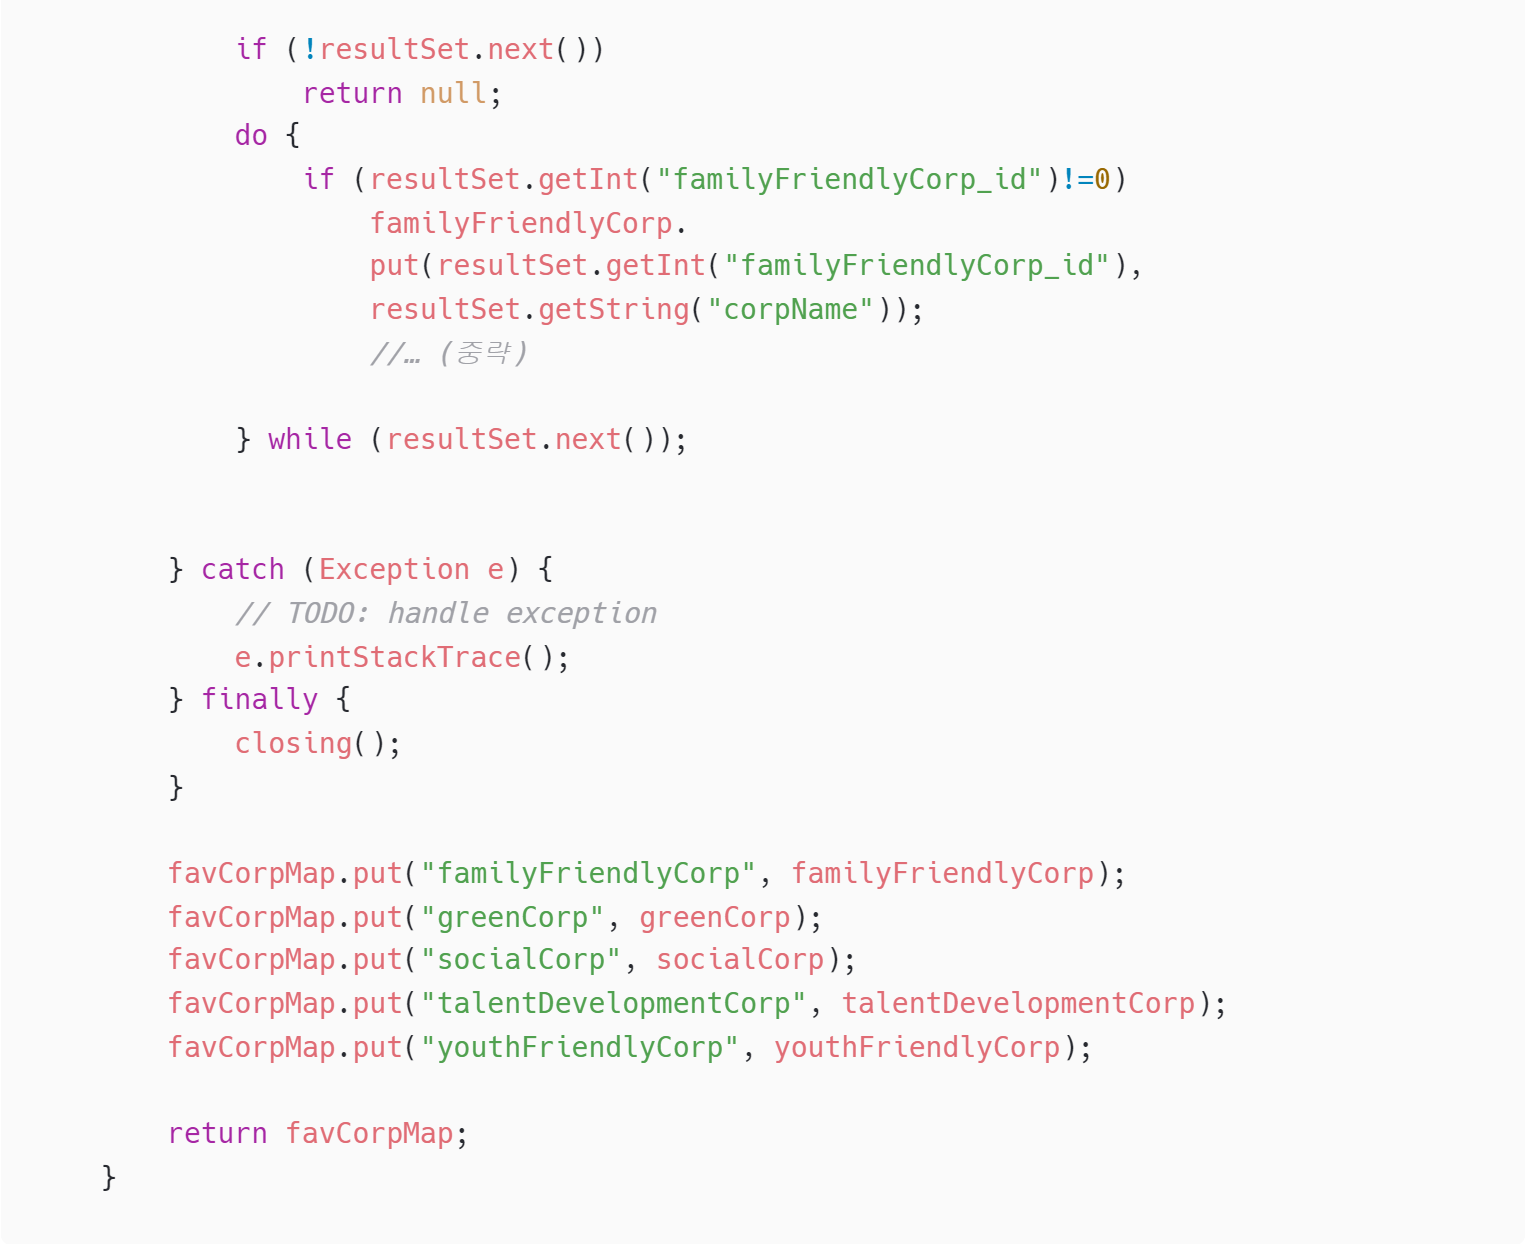 if (!resultSet.next())
return null;
do {
if (resultSet.getInt("familyFriendlyCorp_id")!=0)
familyFriendlyCorp.
put(resultSet.getInt("familyFriendlyCorp_id"),
resultSet.getString("corpName"));
//… (중략)
} while (resultSet.next());
} catch (Exception e) {
// TODO: handle exception
e.printStackTrace();
} finally {
closing();
}
favCorpMap.put("familyFriendlyCorp", familyFriendlyCorp);
favCorpMap.put("greenCorp", greenCorp);
favCorpMap.put("socialCorp", socialCorp);
favCorpMap.put("talentDevelopmentCorp", talentDevelopmentCorp);
favCorpMap.put("youthFriendlyCorp", youthFriendlyCorp);
return favCorpMap;
}